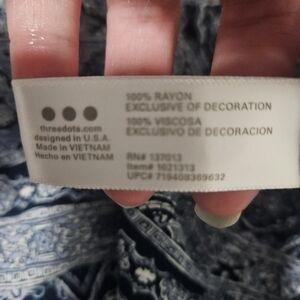 threedots.com
designed in U.S.A.
Made in VIETNAM
Hecho en VIETNAM
100% RAYON
EXCLUSIVE OF DECORATION
100% VISCOSA
EXCLUSIVO DE DECORACION
RN# 137013
Item# 1621313
UPC# 719408369632